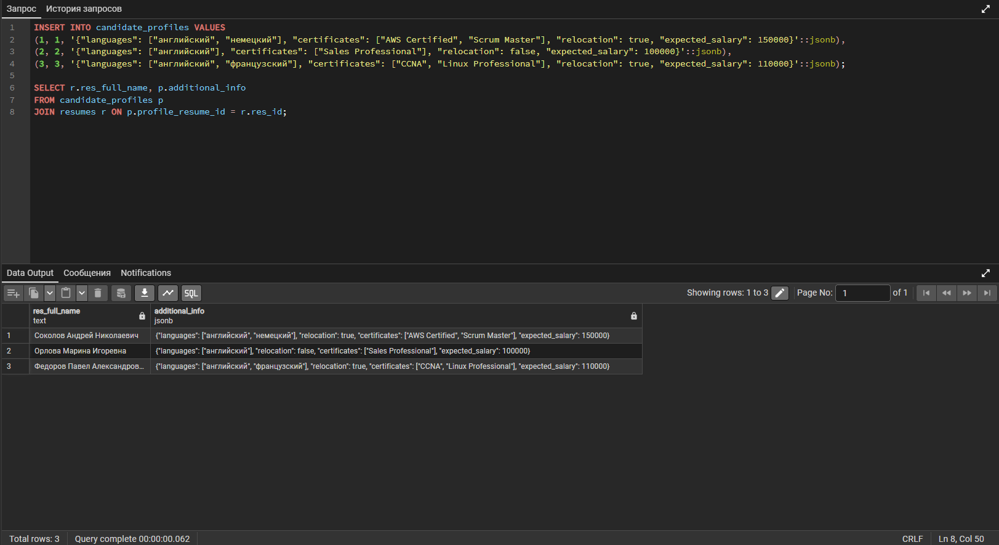 Запрос История запросов
1 INSERT INTO candidate_profiles VALUES
2 (1, 1, '{"languages": ["английский", "немецкий"], "certificates": ["AWS Certified", "Scrum Master"], "relocation": true, "expected_salary": 150000}'::jsonb),
3 (2, 2, '{"languages": ["английский"], "certificates": ["Sales Professional"], "relocation": false, "expected_salary": 100000}'::jsonb),
4 (3, 3, '{"languages": ["английский", "французский"], "certificates": ["CCNA", "Linux Professional"], "relocation": true, "expected_salary": 110000}'::jsonb);
5
6 SELECT r.res_full_name, p.additional_info
7 FROM candidate_profiles p
8 JOIN resumes r ON p.profile_resume_id = r.res_id;
Data Output Сообщения Notifications
SQL Showing rows: 1 to 3 Page No: 1 of 1
res_full_name additional_info
text jsonb
1 Соколов Андрей Николаевич {"languages": ["английский", "немецкий"], "relocation": true, "certificates": ["AWS Certified", "Scrum Master"], "expected_salary": 150000}
2 Орлова Марина Игоревна {"languages": ["английский"], "relocation": false, "certificates": ["Sales Professional"], "expected_salary": 100000}
3 Федоров Павел Александров... {"languages": ["английский", "французский"], "relocation": true, "certificates": ["CCNA", "Linux Professional"], "expected_salary": 110000}
Total rows: 3 Query complete 00:00:00.062 CRLF Ln 8, Col 50